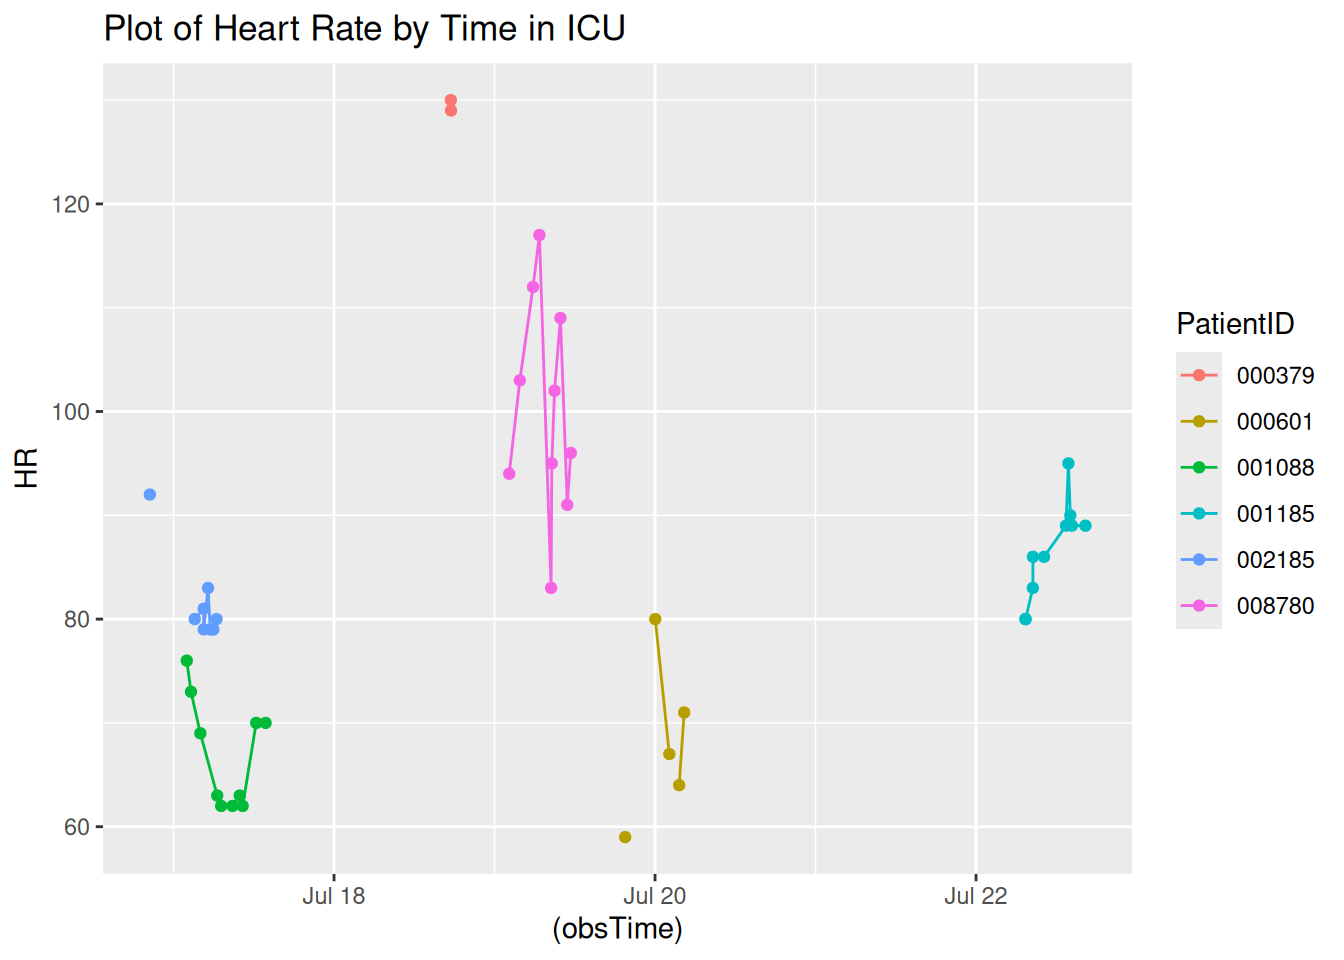 Plot of Heart Rate by Time in ICU
120
100
80
60
HR
Jul 18
Jul 20
Jul 22
(obsTime)
PatientID
000379
000601
001088
001185
002185
008780